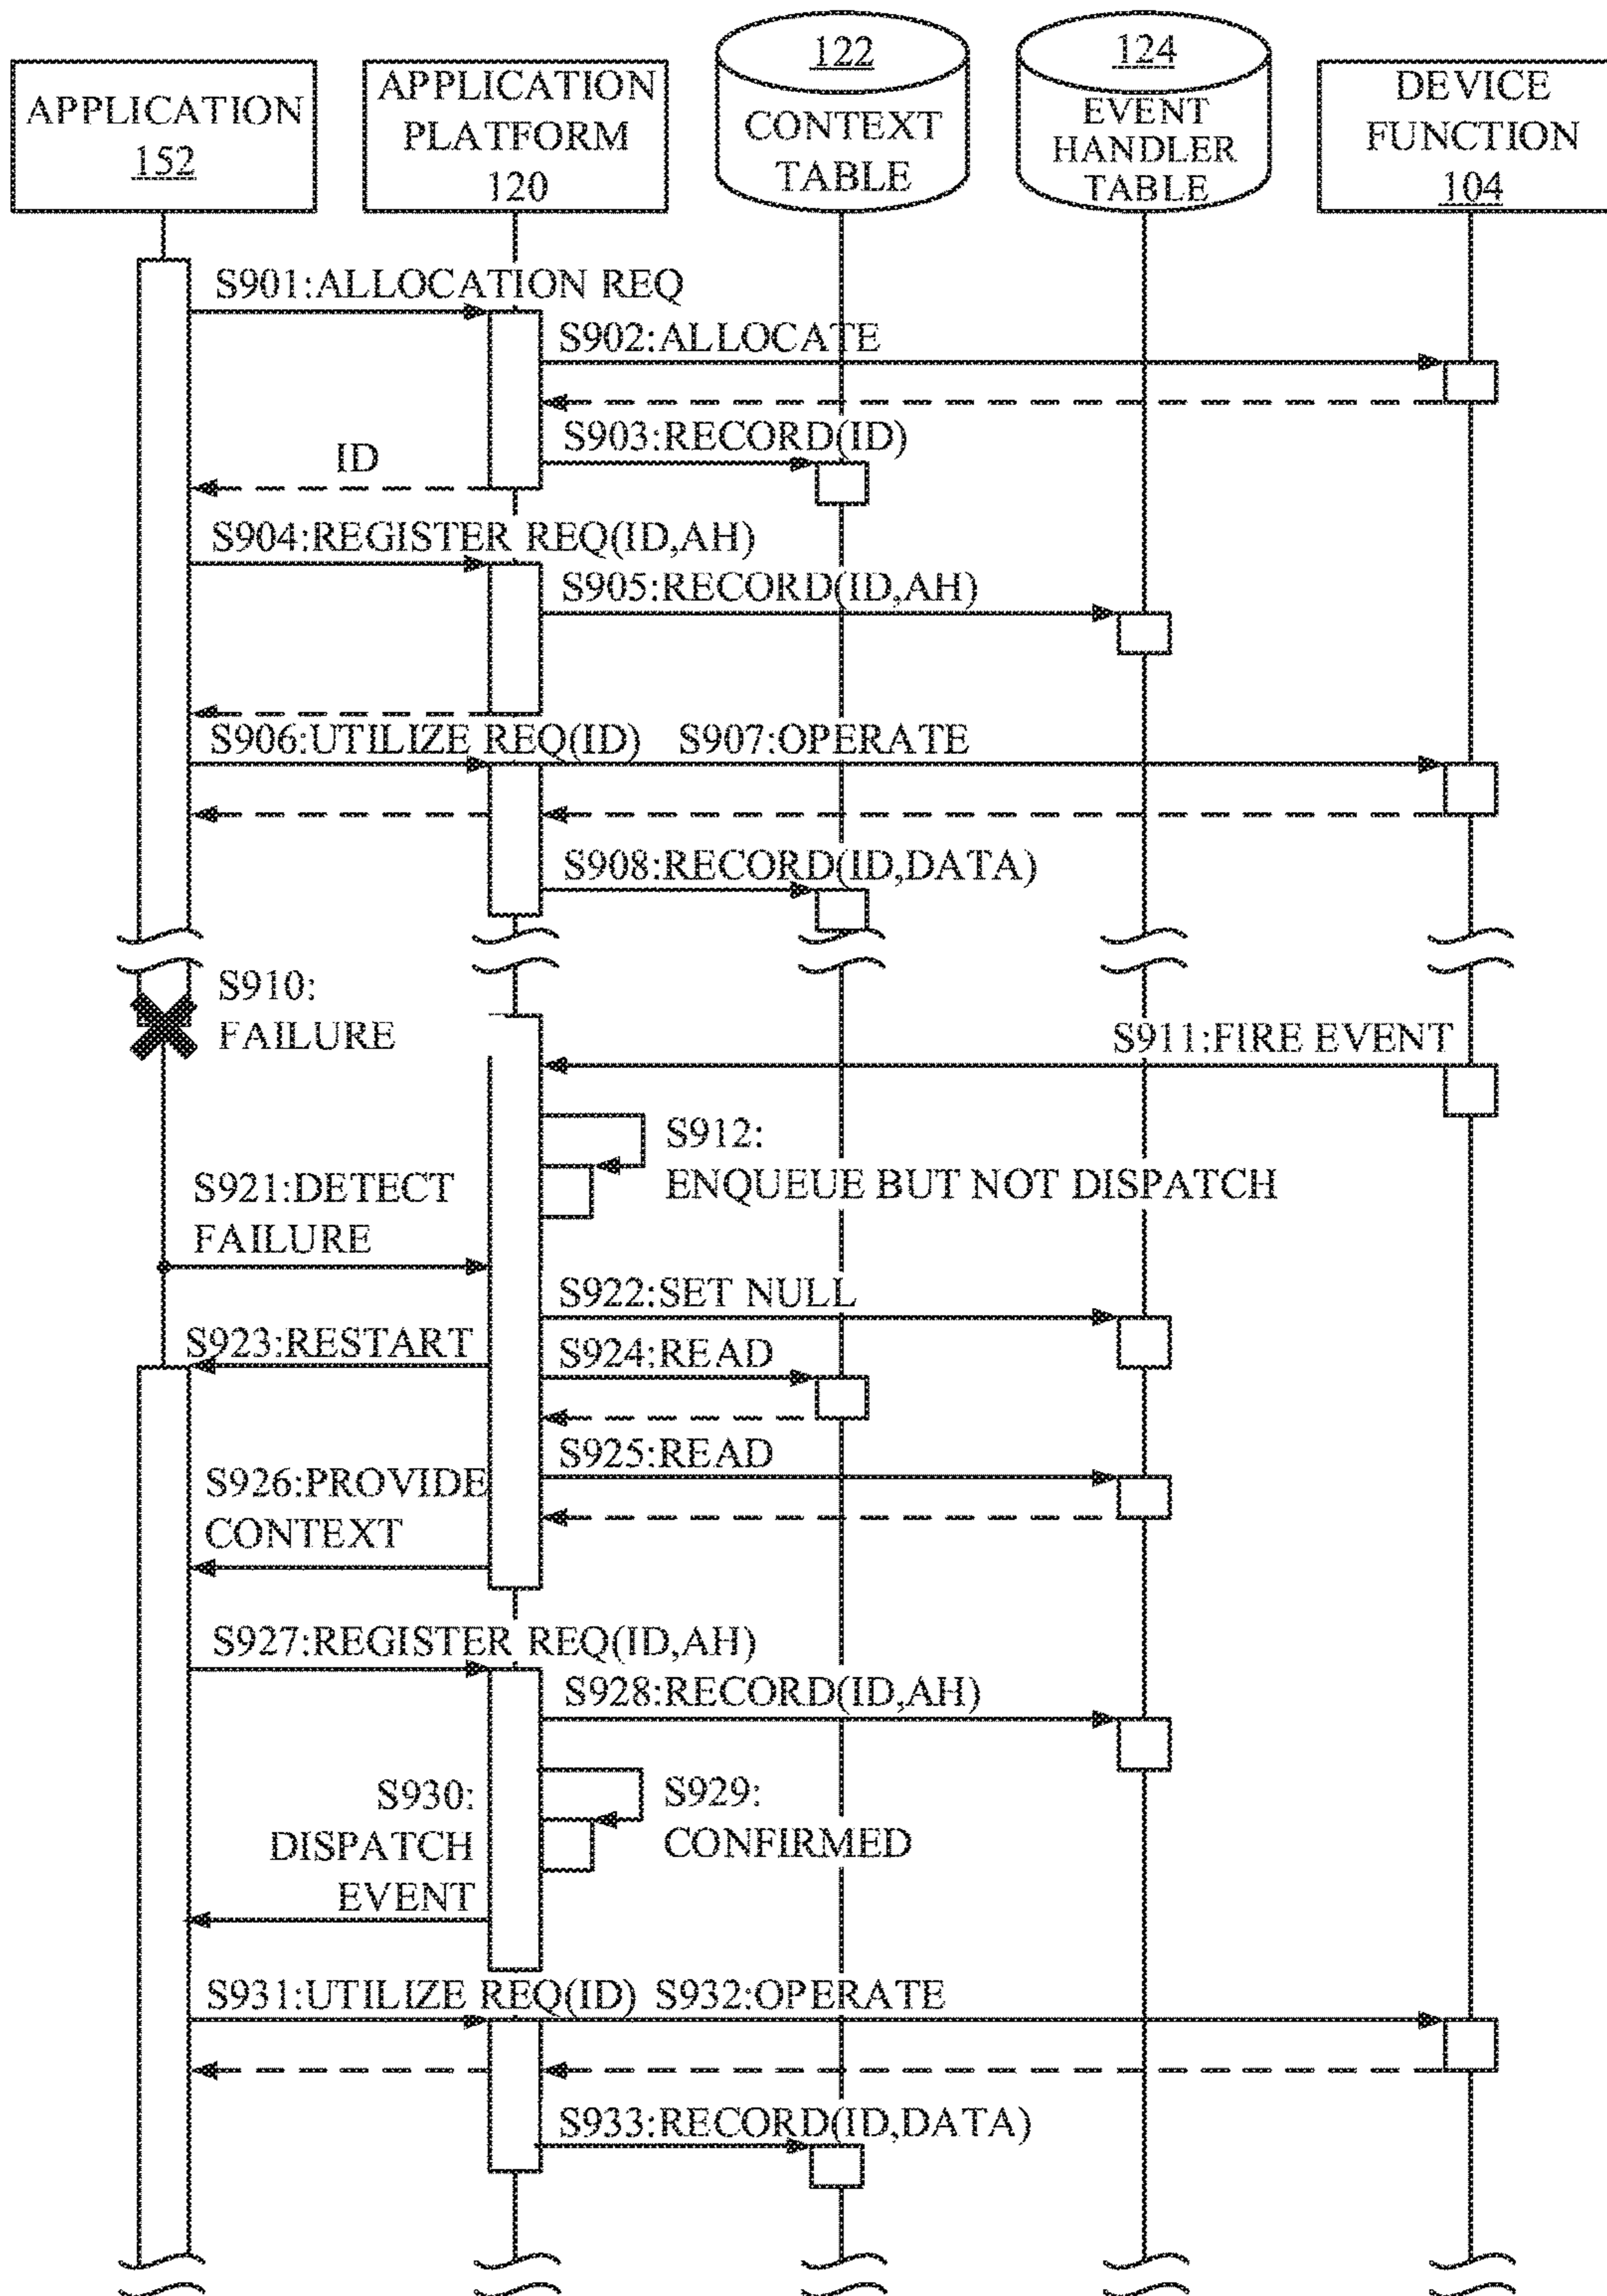 APPLICATION
152
APPLICATION
PLATFORM
120
122
CONTEXT
TABLE
124
EVENT
HANDLER
TABLE
DEVICE
FUNCTION
104
S901:ALLOCATION REQ
S902:ALLOCATE
S903:RECORD(ID)
ID
S904:REGISTER REQ(ID,AH)
S905:RECORD(ID,AH)
S906:UTILIZE REQ(ID)
S907:OPERATE
S908:RECORD(ID,DATA)
S910:
FAILURE
S911:FIRE EVENT
S912:
ENQUEUE BUT NOT DISPATCH
S921:DETECT
FAILURE
S922:SET NULL
S923:RESTART
S924:READ
S925:READ
S926:PROVIDE
CONTEXT
S927:REGISTER REQ(ID,AH)
S928:RECORD(ID,AH)
S929:
CONFIRMED
S930:
DISPATCH
EVENT
S931:UTILIZE REQ(ID)
S932:OPERATE
S933:RECORD(ID,DATA)